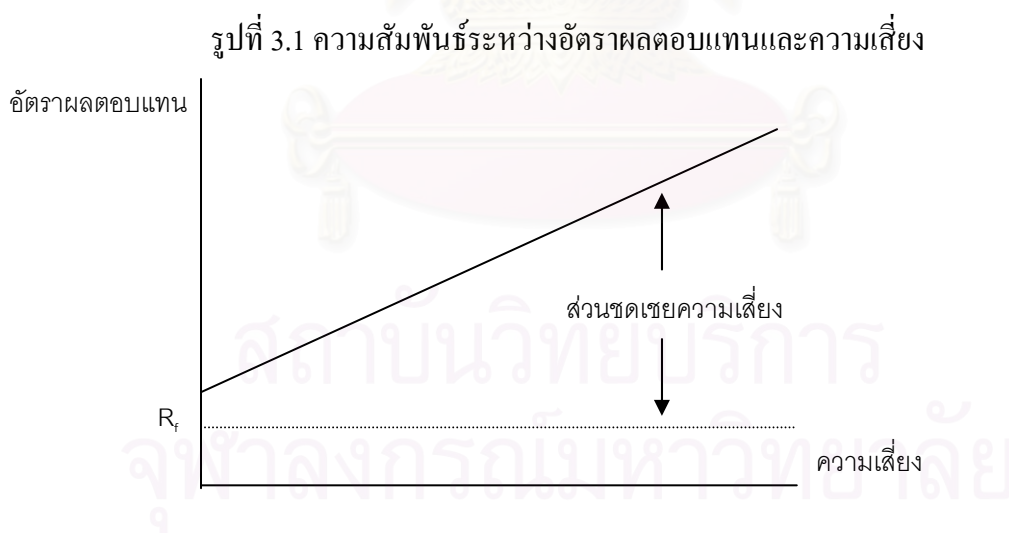 รูปที่ 3.1 ความสัมพันธ์ระหว่างอัตราผลตอบแทนและความเสี่ยง
อัตราผลตอบแทน
ส่วนชดเชยความเสี่ยง
สถาบันวิทยบริการ
Rf
จุฬาลงกรณ์มหาวิทยาลัย
ความเสี่ยง